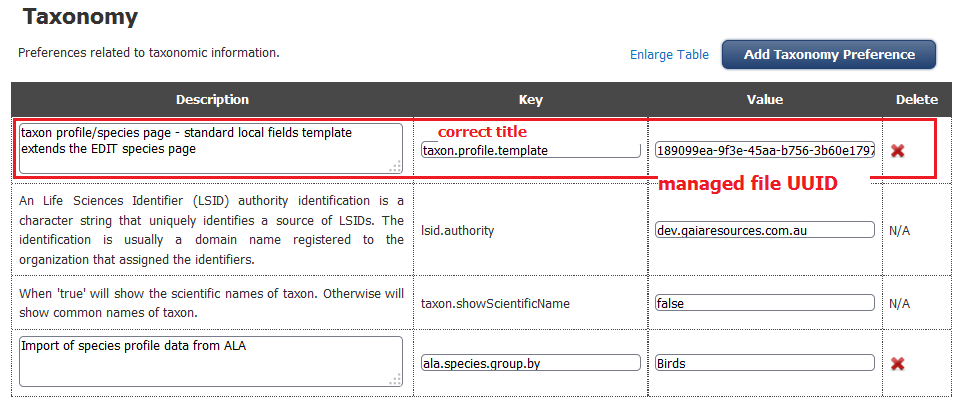 Taxonomy
Preferences related to taxonomic information.
Enlarge Table
Add Taxonomy Preference
Description Key Value Delete
taxon profile/species page - standard local fields template
extends the EDIT species page
correct title
taxon.profile.template
189099ea-9f3e-45aa-b756-3b60e1797
managed file UUID
An Life Sciences Identifier (LSID) authority identification is a
character string that uniquely identifies a source of LSIDs. The
identification is usually a domain name registered to the
organization that assigned the identifiers.
lsid.authority
dev.gaiaresources.com.au
N/A
When 'true' will show the scientific names of taxon. Otherwise will
show common names of taxon.
taxon.showScientificName
false
N/A
Import of species profile data from ALA
ala.species.group.by
Birds